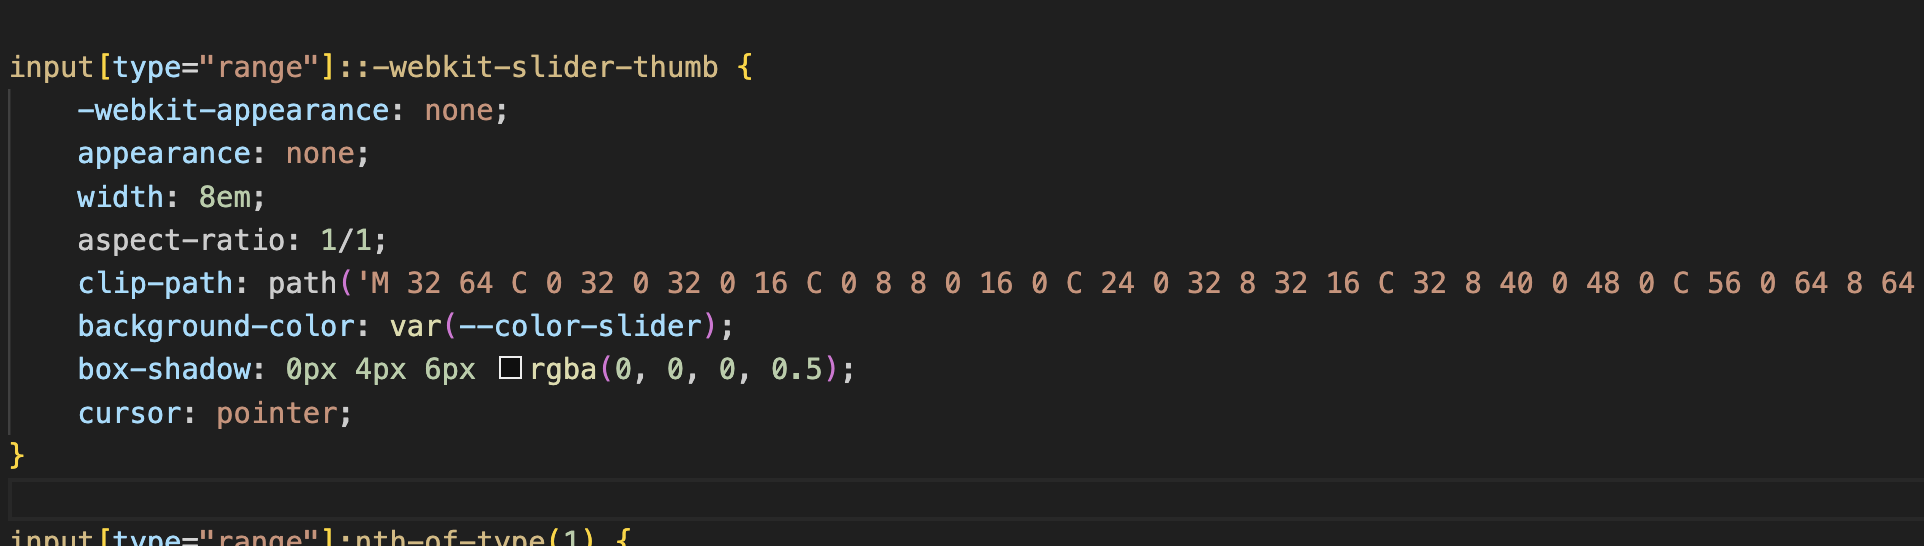 input[type="range"]::-webkit-slider-thumb {
    -webkit-appearance: none;
    appearance: none;
    width: 8em;
    aspect-ratio: 1/1;
    clip-path: path('M 32 64 C 0 32 0 32 0 16 C 0 8 8 0 16 0 C 24 0 32 8 32 16 C 32 8 40 0 48 0 C 56 0 64 8 64
    background-color: var(--color-slider);
    box-shadow: 0px 4px 6px rgba(0, 0, 0, 0.5);
    cursor: pointer;
}
input[type="range"]:nth-of-type(1) {